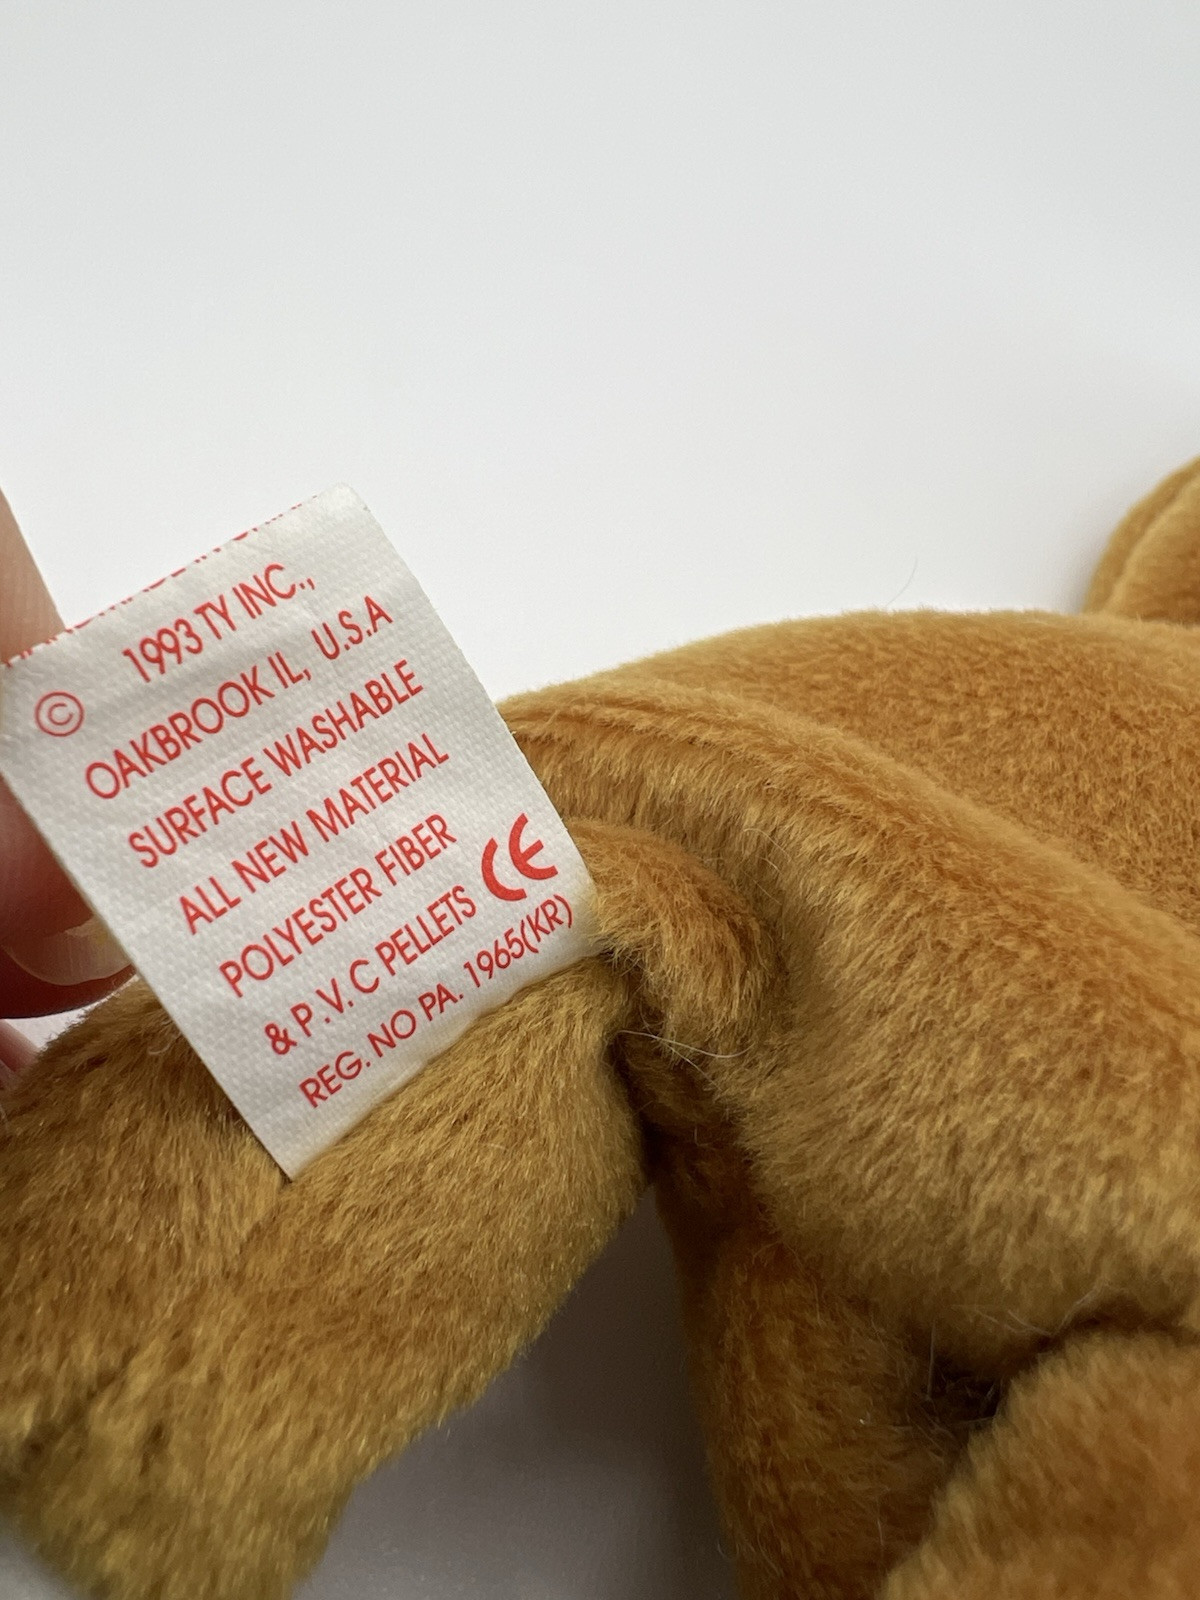 © 1993 TY INC.,
OAKBROOK IL, U.S.A
SURFACE WASHABLE
ALL NEW MATERIAL
POLYESTER FIBER
& P.V.C PELLETS CE
REG. NO PA. 1965(KR)